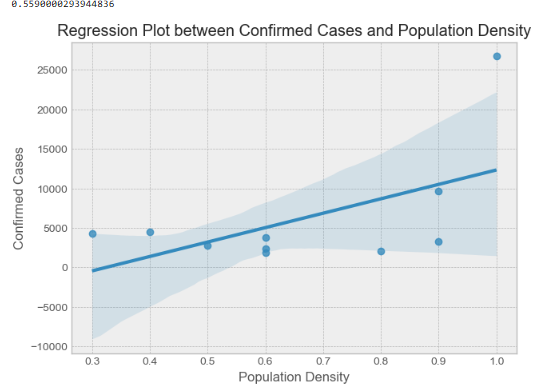 0.5590000293944836
Regression Plot between Confirmed Cases and Population Density
25000
20000
15000
10000
5000
0
−5000
−10000
Confirmed Cases
0.3 0.4 0.5 0.6 0.7 0.8 0.9 1.0
Population Density